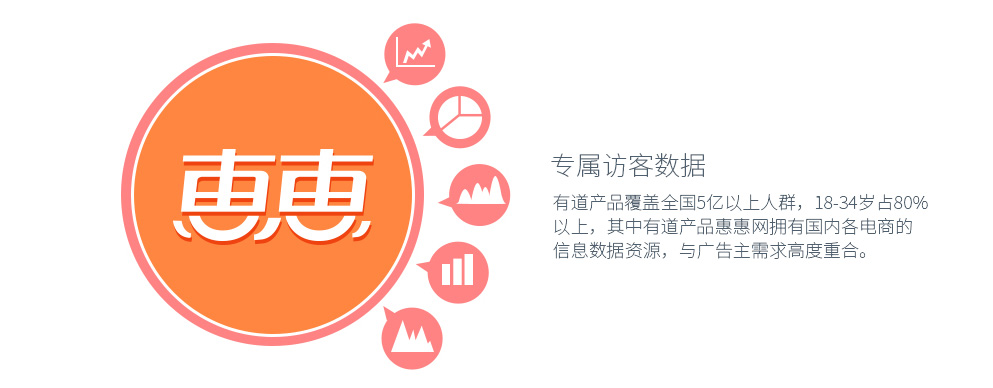 惠惠
专属访客数据
有道产品覆盖全国5亿以上人群，18-34岁占80%
以上，其中有道产品惠惠网拥有国内各电商的
信息数据资源，与广告主需求高度重合。